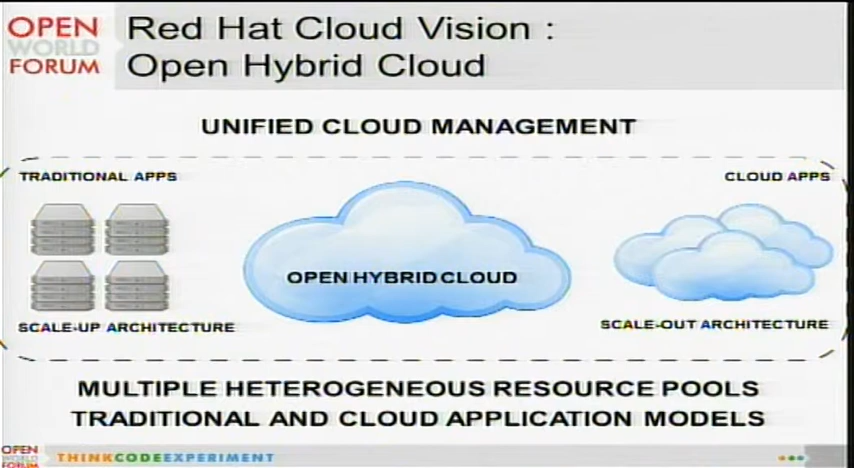 OPEN
WORLD
FORUM
Red Hat Cloud Vision :
Open Hybrid Cloud
UNIFIED CLOUD MANAGEMENT
TRADITIONAL APPS
CLOUD APPS
OPEN HYBRID CLOUD
SCALE-UP ARCHITECTURE
SCALE-OUT ARCHITECTURE
MULTIPLE HETEROGENEOUS RESOURCE POOLS
TRADITIONAL AND CLOUD APPLICATION MODELS
OPEN
WORLD
FORUM
THINKCODEEXPERIMENT